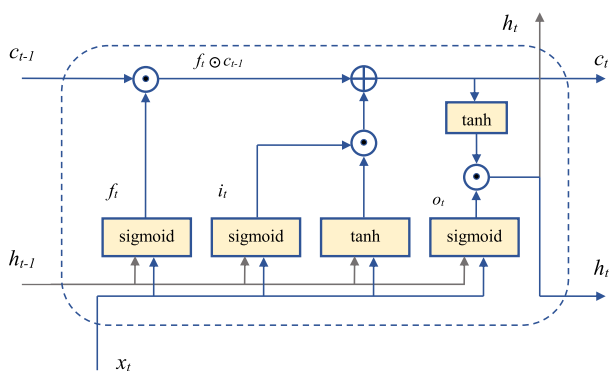 h_t
c_{t-1}
f_t ⊙ c_{t-1}
c_t
tanh
f_t
i_t
o_t
sigmoid
sigmoid
tanh
sigmoid
h_{t-1}
h_t
x_t